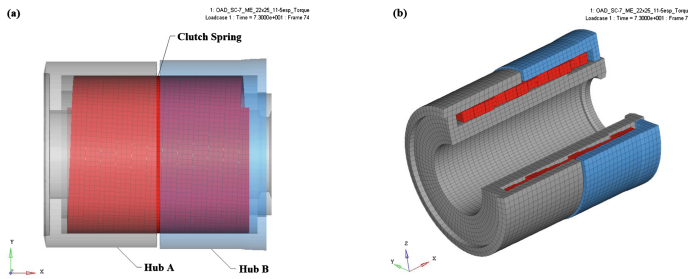 (a)
1: OAD_SC-7_ME_22x25_11-5esp_Torque
Loadcase 1 : Time = 7.3000e+001 : Frame 74
Clutch Spring
Hub A
Hub B
Y
Z
X
(b)
1: OAD_SC-7_ME_22x25_11-5esp_Torqu
Loadcase 1 : Time = 7.3000e+001 : Frame 7
Z
Y
X